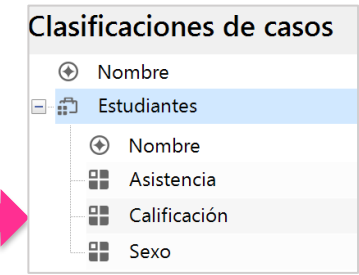 Clasificaciones de casos
Nombre
Estudiantes
Nombre
Asistencia
Calificación
Sexo